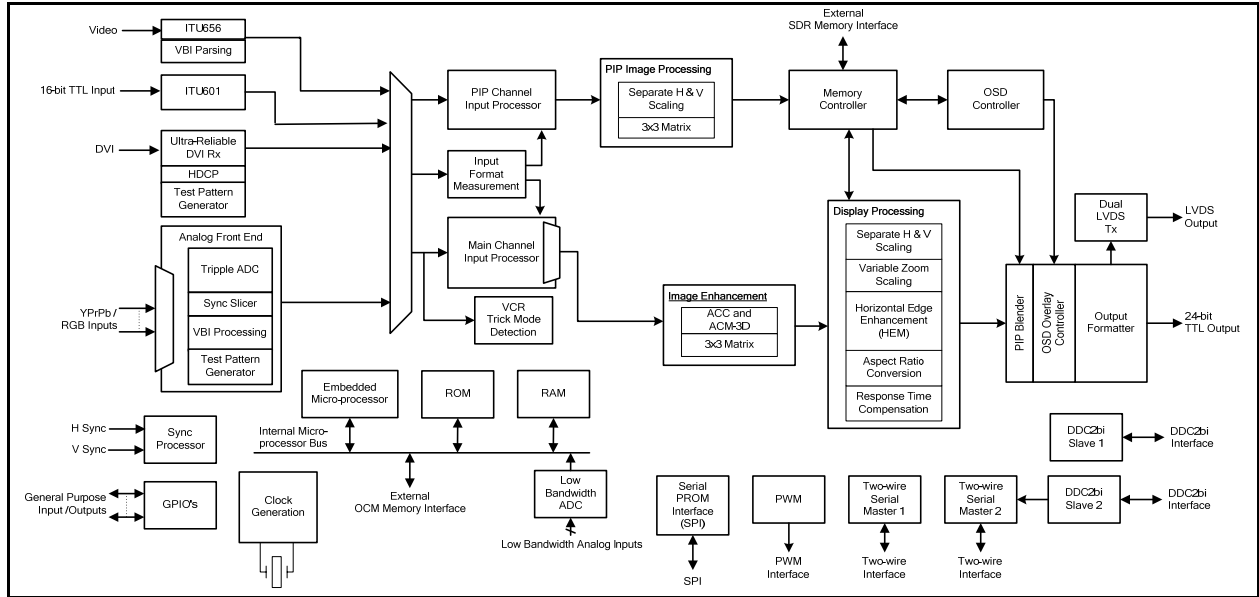 External
SDR Memory Interface
Video
ITU656
VBI Parsing
16-bit TTL Input
ITU601
DVI
Ultra-Reliable
DVI Rx
HDCP
Test Pattern
Generator
Analog Front End
Tripple ADC
Sync Slicer
VBI Processing
Test Pattern
Generator
YPrPb /
RGB Inputs
PIP Channel
Input Processor
Input
Format
Measurement
Main Channel
Input Processor
VCR
Trick Mode
Detection
PIP Image Processing
Separate H & V
Scaling
3x3 Matrix
Image Enhancement
ACC and
ACM-3D
3x3 Matrix
Memory
Controller
OSD
Controller
Display Processing
Separate H & V
Scaling
Variable Zoom
Scaling
Horizontal Edge
Enhancement
(HEM)
Aspect Ratio
Conversion
Response Time
Compensation
PIP Blender
OSD Overlay
Controller
Output
Formatter
Dual
LVDS
Tx
LVDS
Output
24-bit
TTL Output
H Sync
V Sync
Sync
Processor
General Purpose
Input /Outputs
GPIO's
Clock
Generation
Embedded
Micro-processor
ROM
RAM
Internal Micro-
processor Bus
External
OCM Memory Interface
Low
Bandwidth
ADC
Low Bandwidth Analog Inputs
Serial
PROM
Interface
(SPI)
SPI
PWM
PWM
Interface
Two-wire
Serial
Master 1
Two-wire
Interface
Two-wire
Serial
Master 2
Two-wire
Interface
DDC2bi
Slave 1
DDC2bi
Interface
DDC2bi
Slave 2
DDC2bi
Interface